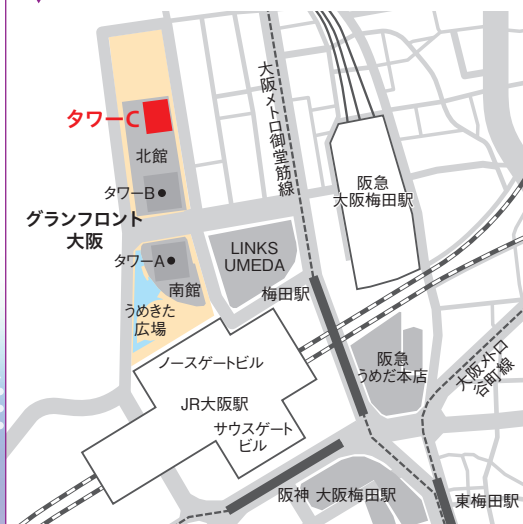 大阪メトロ御堂筋線
タワーC
北館
タワーB
阪急
大阪梅田駅
グランフロント
大阪
LINKS
UMEDA
タワーA
南館
梅田駅
うめきた
広場
ノースゲートビル
阪急
うめだ本店
大阪メトロ
谷町線
JR大阪駅
サウスゲート
ビル
阪神 大阪梅田駅
東梅田駅